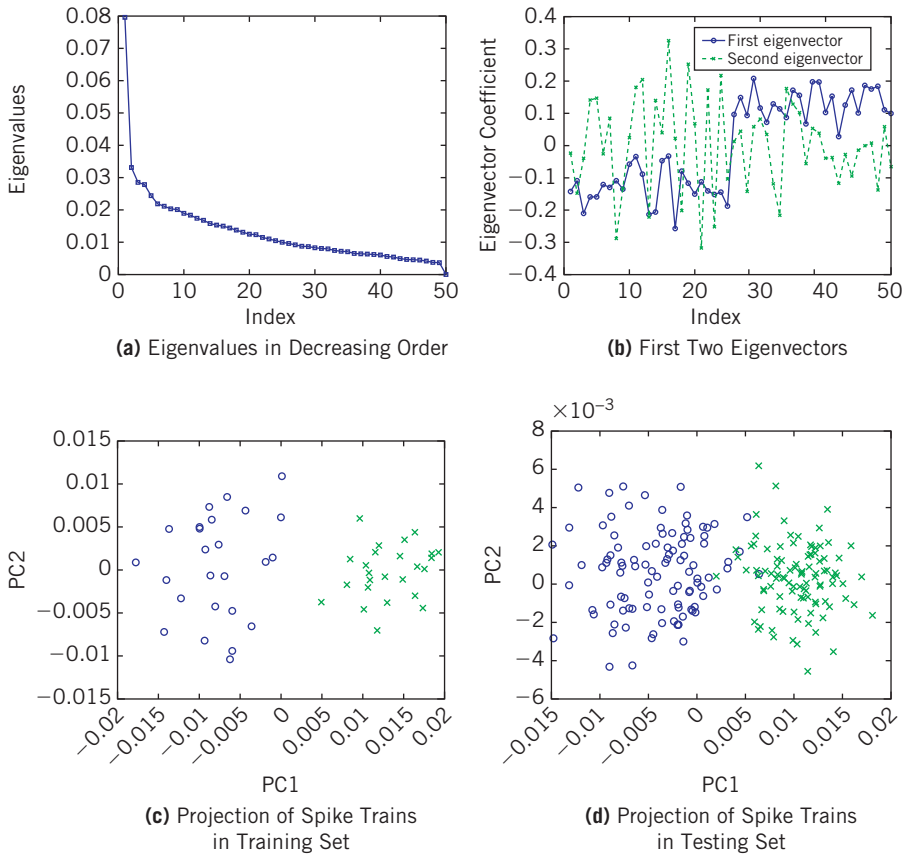 0.08
0.07
0.06
0.05
0.04
0.03
0.02
0.01
0
Eigenvalues
0 10 20 30 40 50
Index
(a) Eigenvalues in Decreasing Order
0.4
0.3
0.2
0.1
0
−0.1
−0.2
−0.3
−0.4
Eigenvector Coefficient
First eigenvector
Second eigenvector
0 10 20 30 40 50
Index
(b) First Two Eigenvectors
0.015
0.01
0.005
0
−0.005
−0.01
−0.015
PC2
−0.02 −0.015 −0.01 −0.005 0 0.005 0.01 0.015 0.02
PC1
(c) Projection of Spike Trains
in Training Set
×10−3
8
6
4
2
0
−2
−4
−6
PC2
−0.015 −0.01 −0.005 0 0.005 0.01 0.015 0.02
PC1
(d) Projection of Spike Trains
in Testing Set